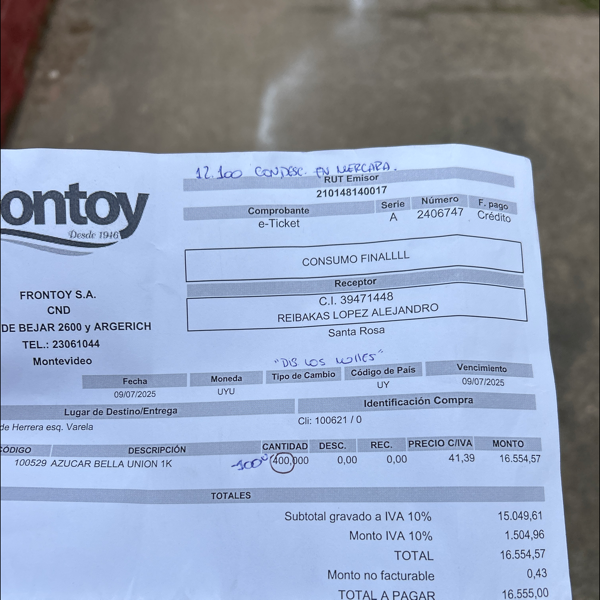 12.100 CON DESC. EN MERCADA.
RUT Emisor
210148140017
ontoy
Desde 1946
Comprobante Serie Número F. pago
e-Ticket A 2406747 Crédito
CONSUMO FINALLLL
Receptor
C.I. 39471448
REIBAKAS LOPEZ ALEJANDRO
Santa Rosa
FRONTOY S.A.
CND
DE BEJAR 2600 y ARGERICH
TEL.: 23061044
Montevideo
Fecha Moneda Tipo de Cambio Código de País Vencimiento
09/07/2025 UYU UY 09/07/2025
Lugar de Destino/Entrega Identificación Compra
de Herrera esq. Varela Cli: 100621 / 0
CÓDIGO DESCRIPCIÓN CANTIDAD DESC. REC. PRECIO C/IVA MONTO
100529 AZUCAR BELLA UNION 1K 400,000 0,00 0,00 41,39 16.554,57
TOTALES
Subtotal gravado a IVA 10% 15.049,61
Monto IVA 10% 1.504,96
TOTAL 16.554,57
Monto no facturable 0,43
TOTAL A PAGAR 16.555,00